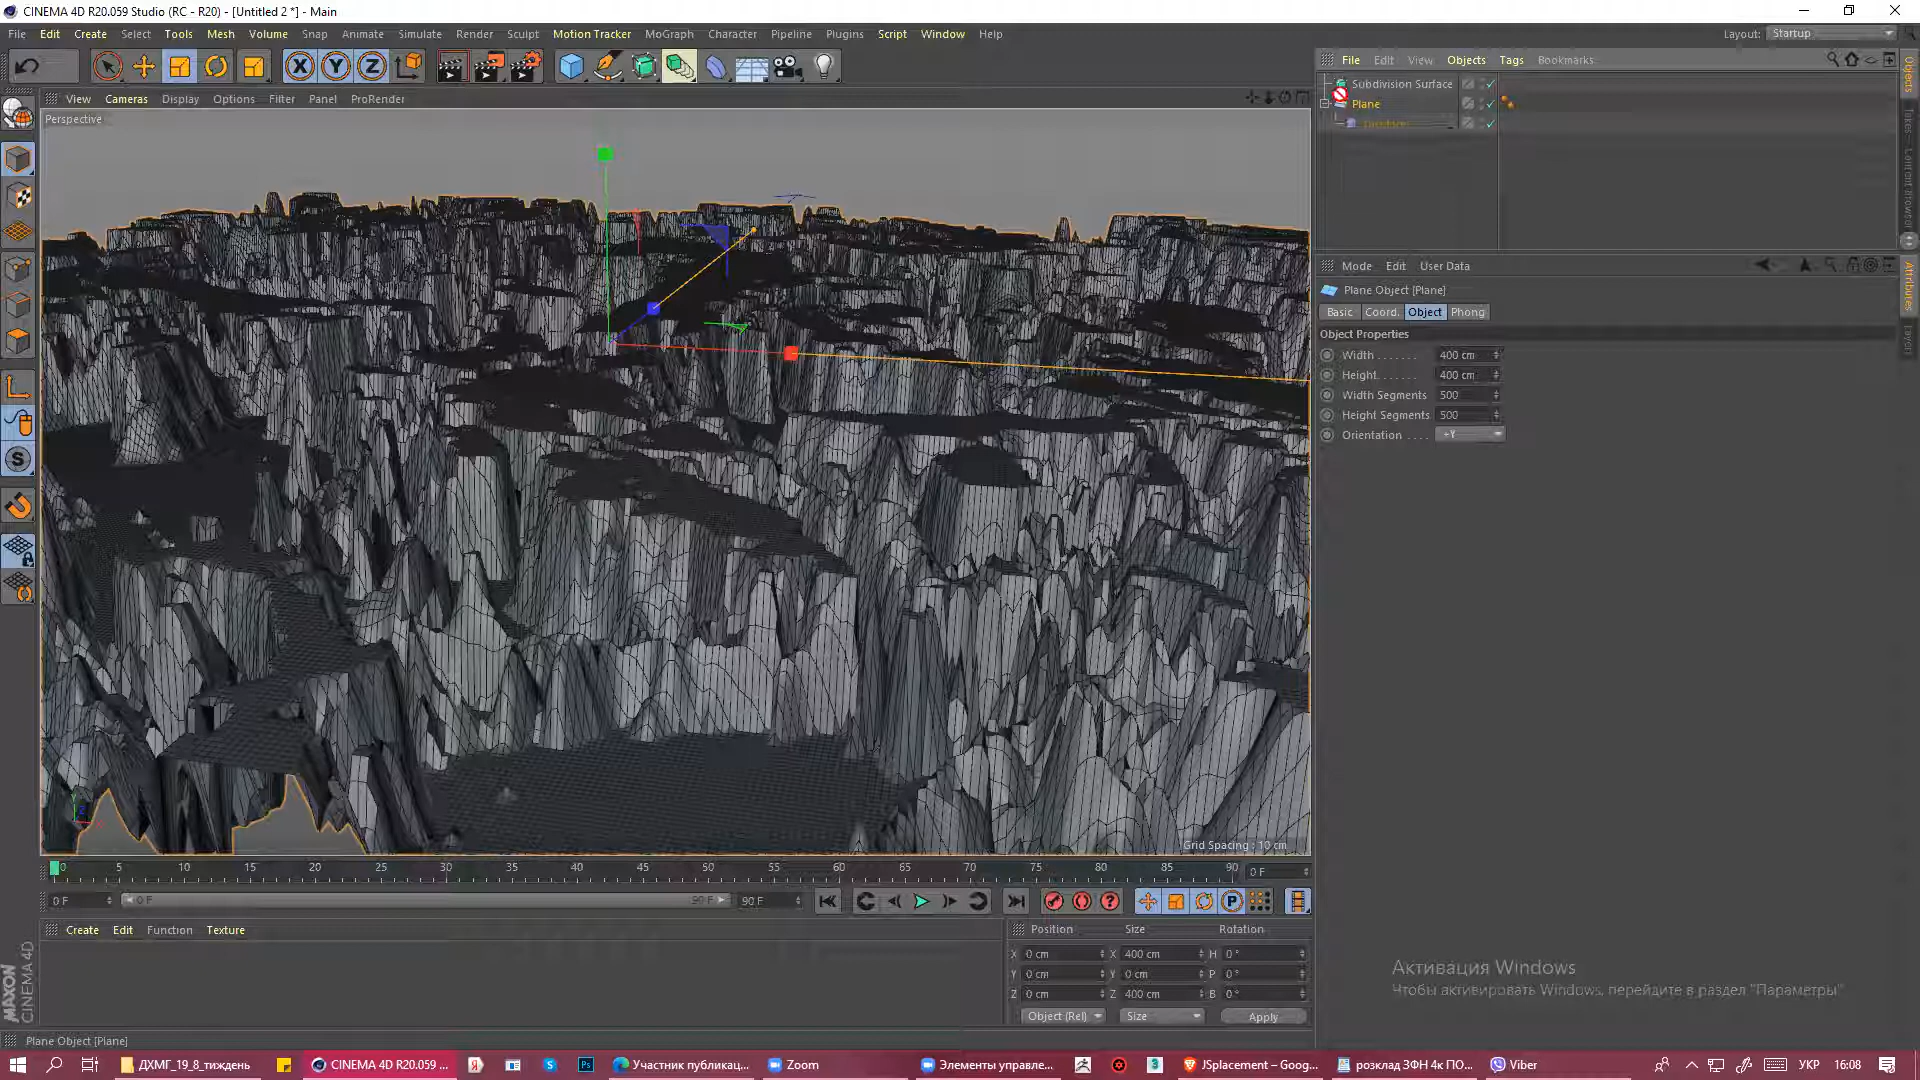 CINEMA 4D R20.059 Studio (RC - R20) - [Untitled 2 *] - Main
File Edit Create Select Tools Mesh Volume Snap Animate Simulate Render Sculpt Motion Tracker MoGraph Character Pipeline Plugins Script Window Help
Layout: Startup
File Edit View Objects Tags Bookmarks
Subdivision Surface
Plane
Objects
Takes
Content Browser
View Cameras Display Options Filter Panel ProRender
Perspective
Mode Edit User Data
Plane Object [Plane]
Basic Coord. Object Phong
Object Properties
Width 400 cm
Height 400 cm
Width Segments 500
Height Segments 500
Orientation +Y
Attributes
Layers
Grid Spacing : 10 cm
0 5 10 15 20 25 30 35 40 45 50 55 60 65 70 75 80 85 90 0 F
0 F 0 F 90 F 90 F
Create Edit Function Texture
Position Size Rotation
X 0 cm X 400 cm H 0 °
Y 0 cm Y 0 cm P 0 °
Z 0 cm Z 400 cm B 0 °
Object (Rel) Size Apply
MAXON CINEMA 4D
Активация Windows
Чтобы активировать Windows, перейдите в раздел "Параметры"
Plane Object [Plane]
ДХМГ_19_8_тиждень CINEMA 4D R20.059 ... Участник публикац... Zoom Элементы управле... JSplacement – Goog... розклад ЗФН 4к ПО... Viber УКР 16:08